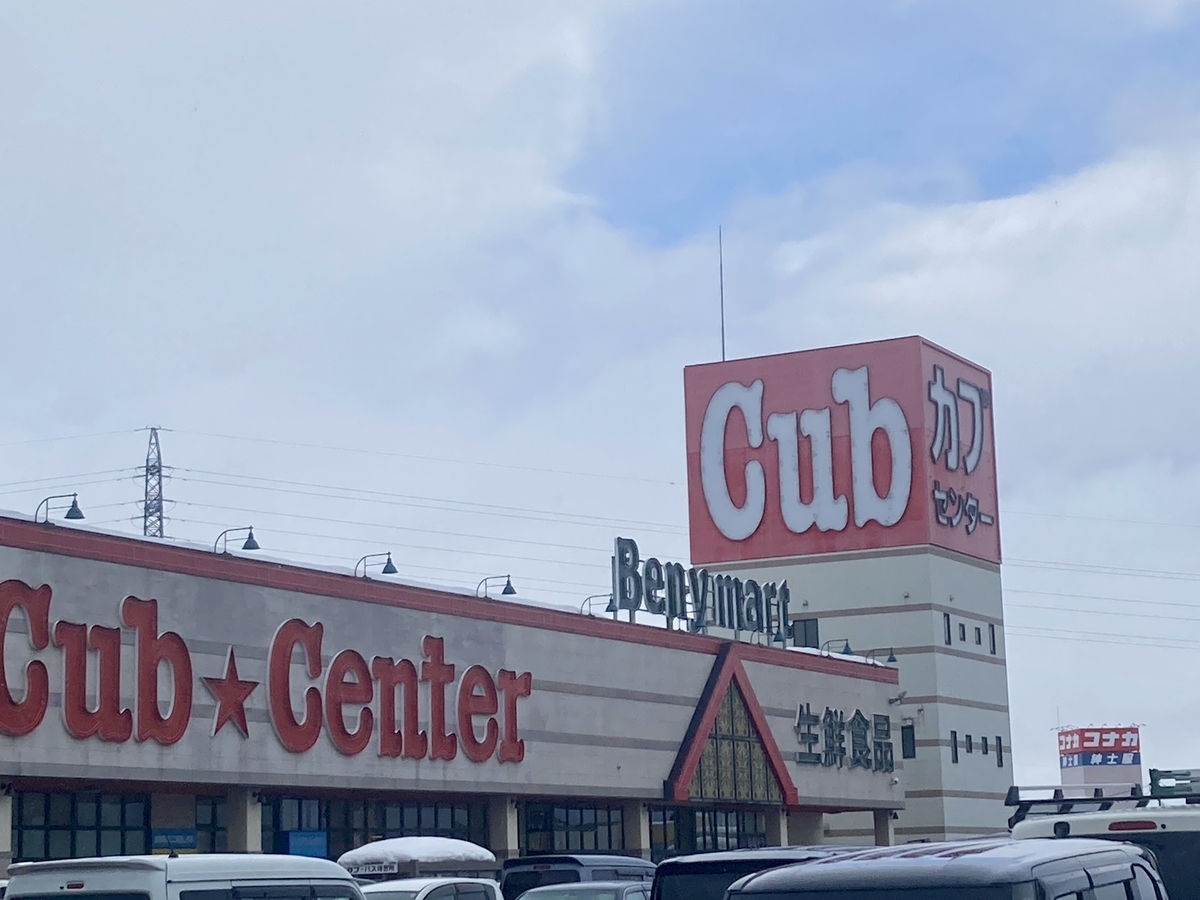 Cub
カブ
センター
Benymart
Cub★Center
生鮮食品
コナカ コナカ
紳士服